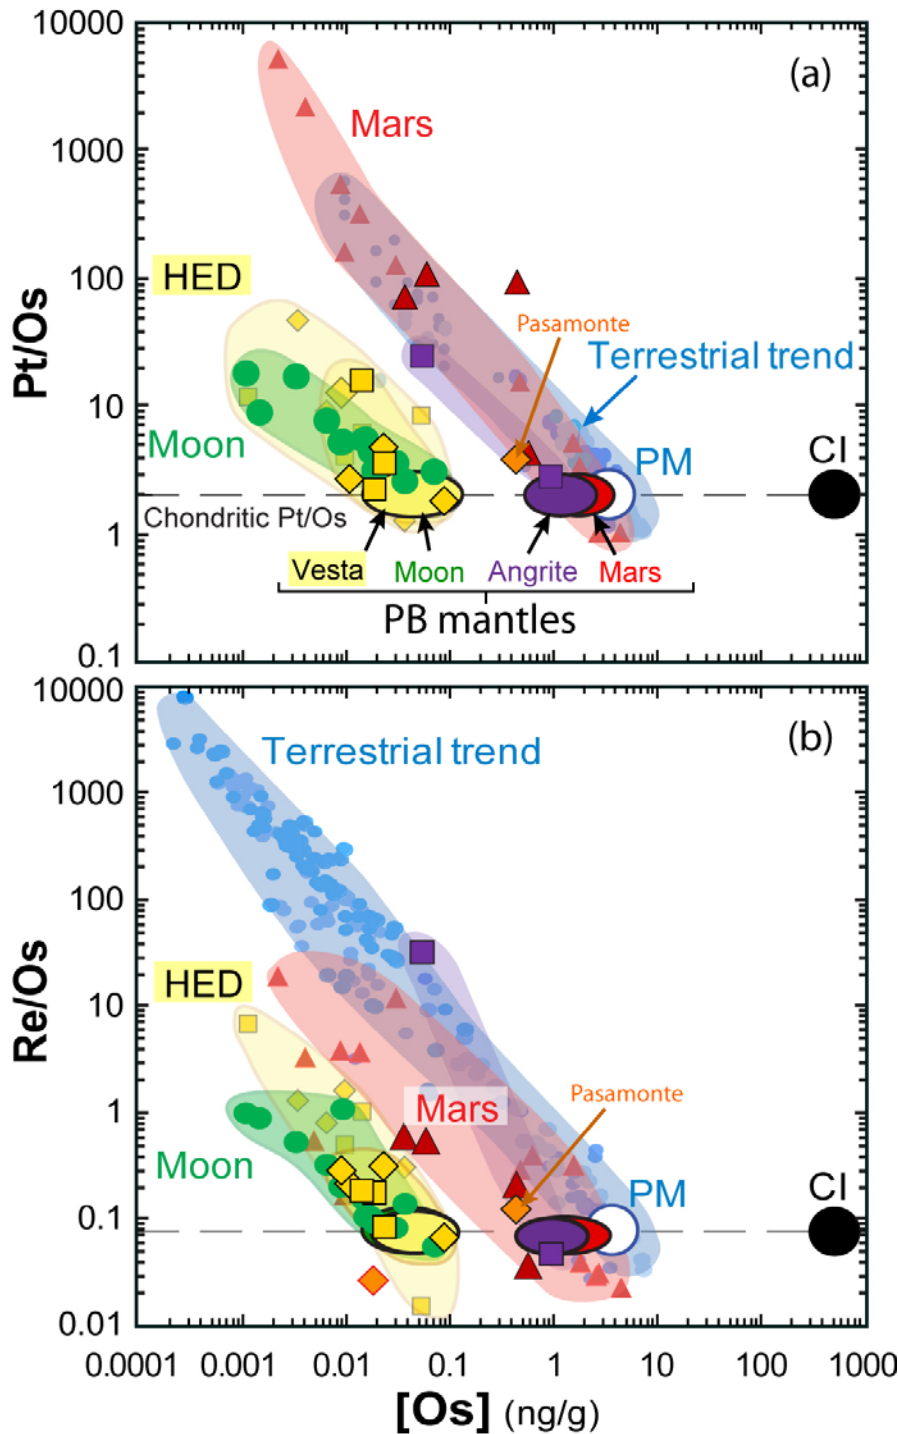 10000
(a)
Mars
1000
HED
100
Pasamonte
Terrestrial trend
Pt/Os
10
Moon
PM
CI
Chondritic Pt/Os
1
Vesta
Moon
Angrite
Mars
PB mantles
0.1
10000
(b)
Terrestrial trend
1000
100
HED
10
Re/Os
Pasamonte
Mars
1
Moon
PM
CI
0.1
0.01
0.0001 0.001 0.01 0.1 1 10 100 1000
[Os] (ng/g)